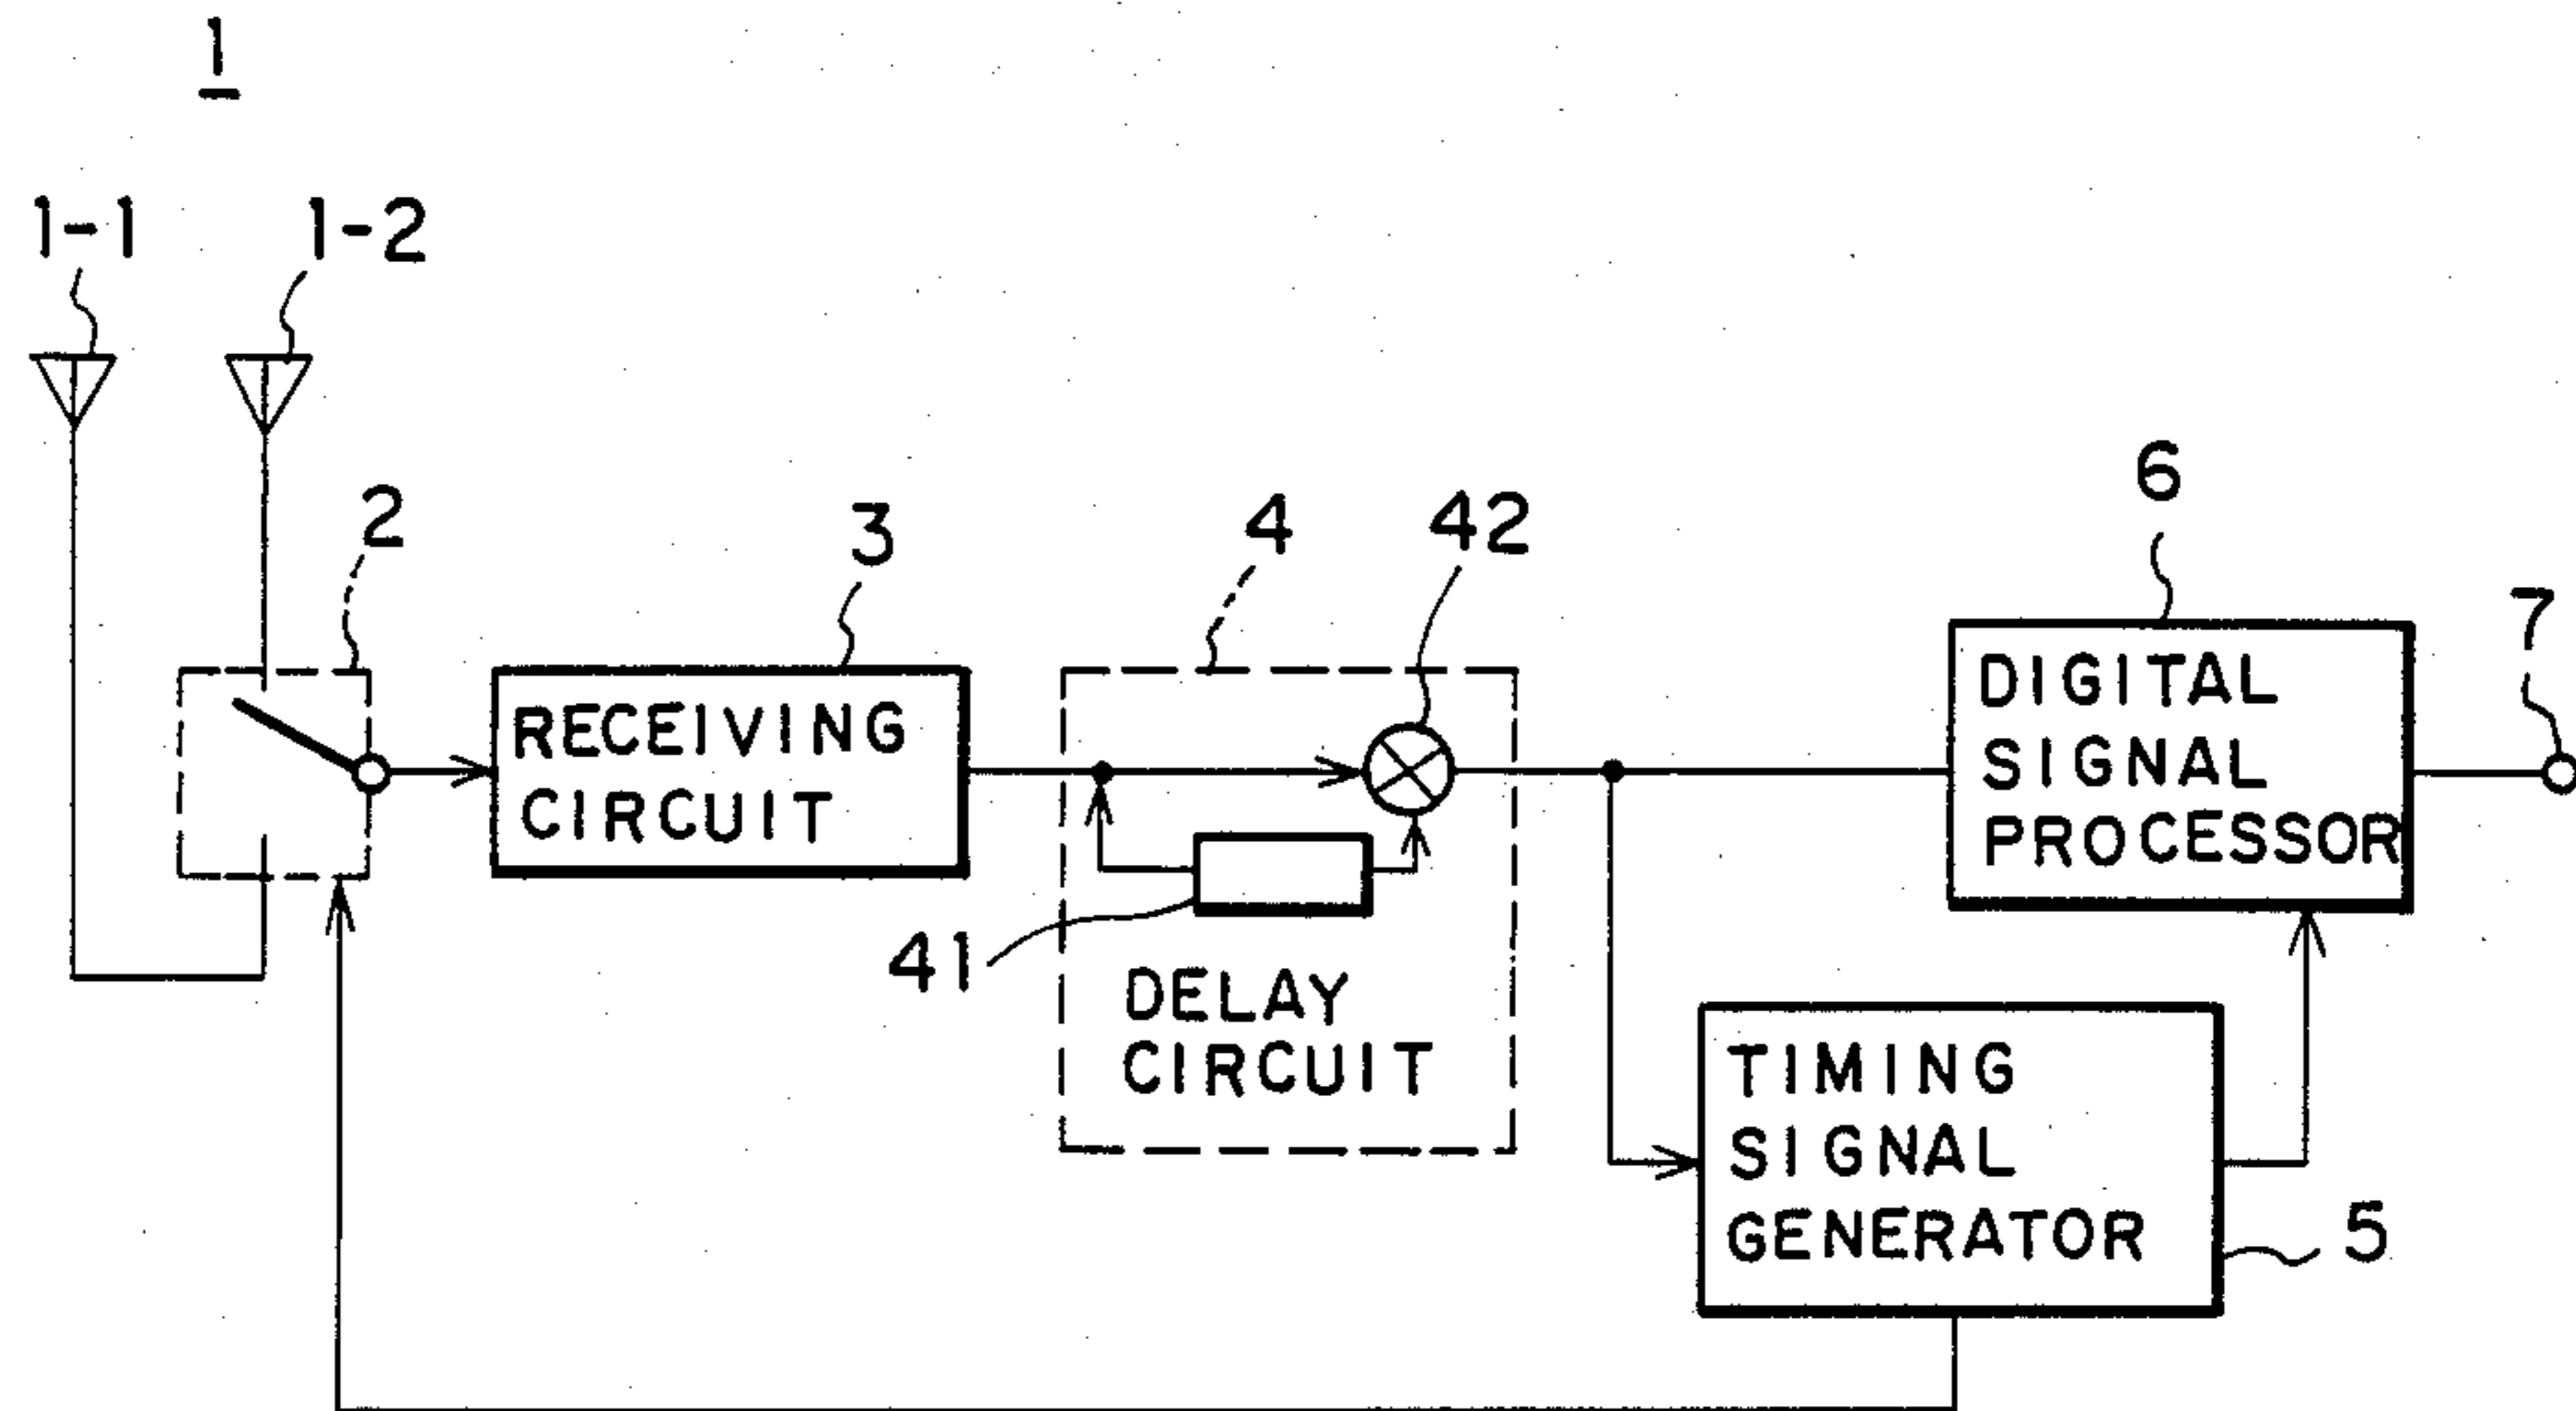 1
1-1
1-2
2
3
4
42
6
7
RECEIVING
CIRCUIT
DIGITAL
SIGNAL
PROCESSOR
41
DELAY
CIRCUIT
TIMING
SIGNAL
GENERATOR
5